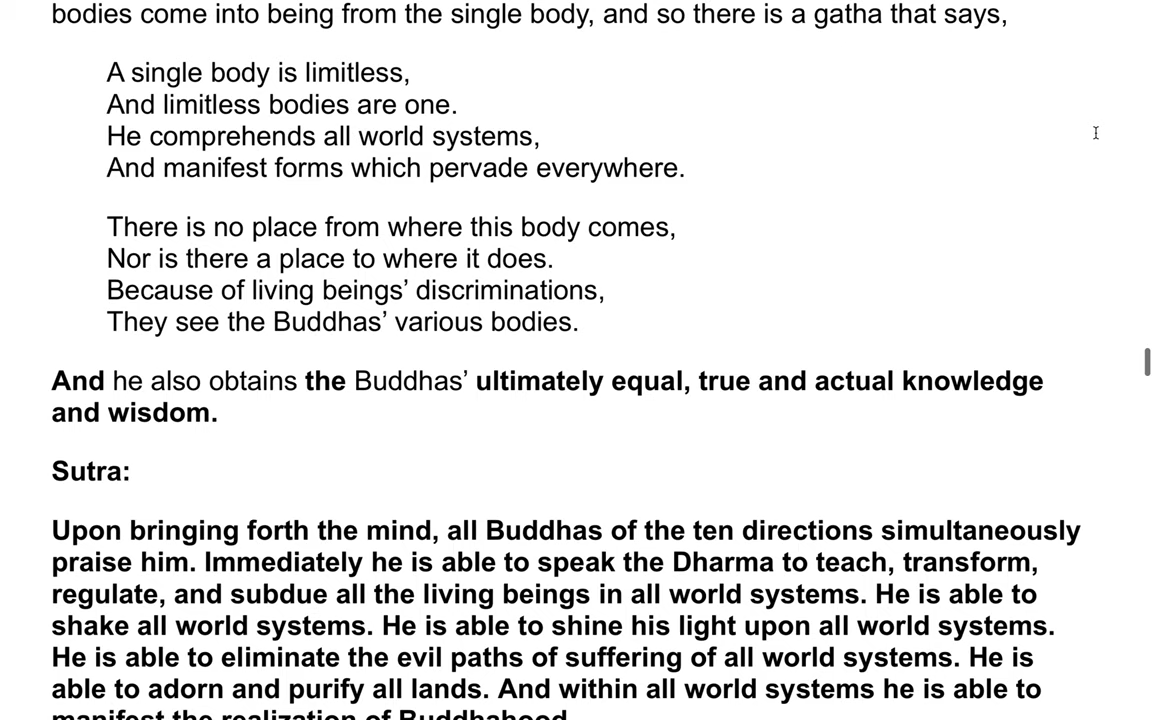 bodies come into being from the single body, and so there is a gatha that says,
A single body is limitless,
And limitless bodies are one.
He comprehends all world systems,
And manifest forms which pervade everywhere.
There is no place from where this body comes,
Nor is there a place to where it does.
Because of living beings’ discriminations,
They see the Buddhas’ various bodies.
And he also obtains the Buddhas’ ultimately equal, true and actual knowledge
and wisdom.
Sutra:
Upon bringing forth the mind, all Buddhas of the ten directions simultaneously
praise him. Immediately he is able to speak the Dharma to teach, transform,
regulate, and subdue all the living beings in all world systems. He is able to
shake all world systems. He is able to shine his light upon all world systems.
He is able to eliminate the evil paths of suffering of all world systems. He is
able to adorn and purify all lands. And within all world systems he is able to
manifest the realization of Buddhahood